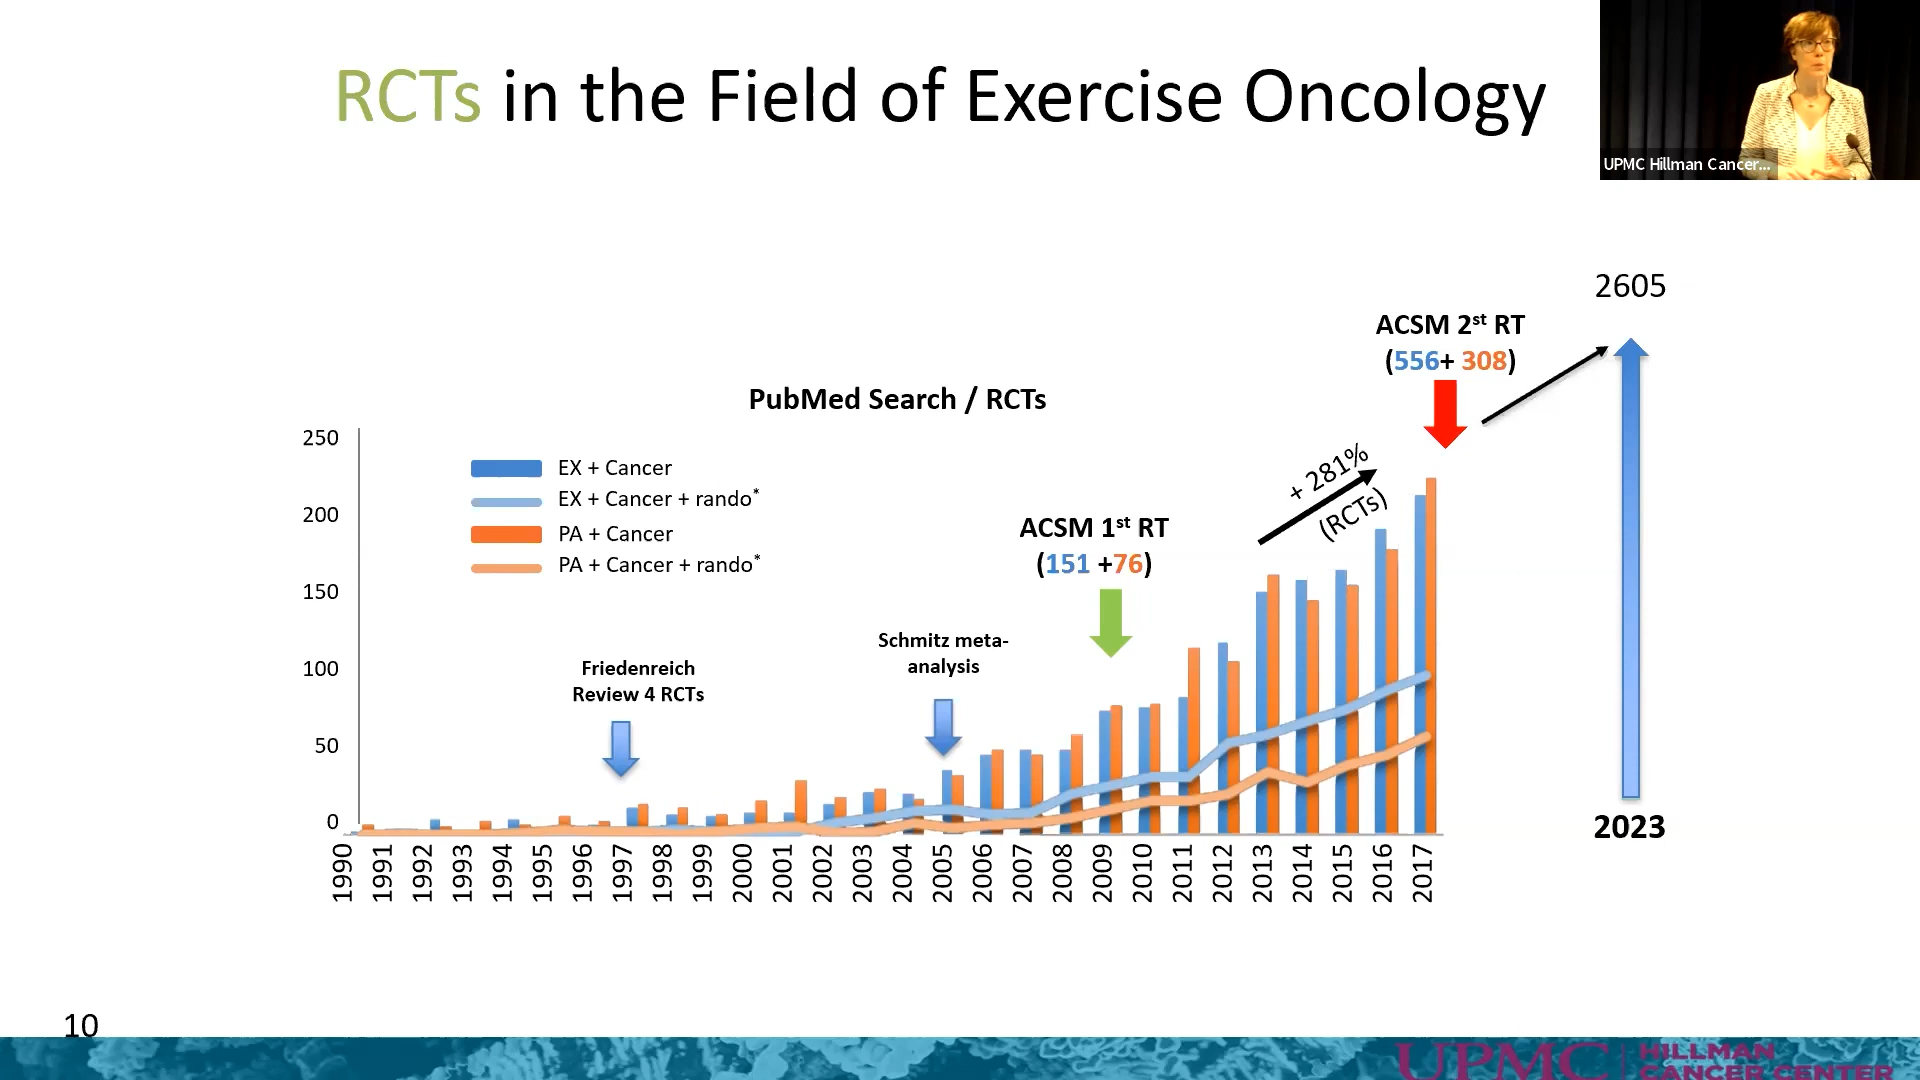 RCTs in the Field of Exercise Oncology
UPMC Hillman Cancer...
2605
ACSM 2st RT
(556+ 308)
PubMed Search / RCTs
250
200
150
100
50
0
EX + Cancer
EX + Cancer + rando*
PA + Cancer
PA + Cancer + rando*
+ 281%
(RCTs)
ACSM 1st RT
(151 +76)
Schmitz meta-
analysis
Friedenreich
Review 4 RCTs
2023
1990
1991
1992
1993
1994
1995
1996
1997
1998
1999
2000
2001
2002
2003
2004
2005
2006
2007
2008
2009
2010
2011
2012
2013
2014
2015
2016
2017
10
UPMC
HILLMAN
CANCER CENTER